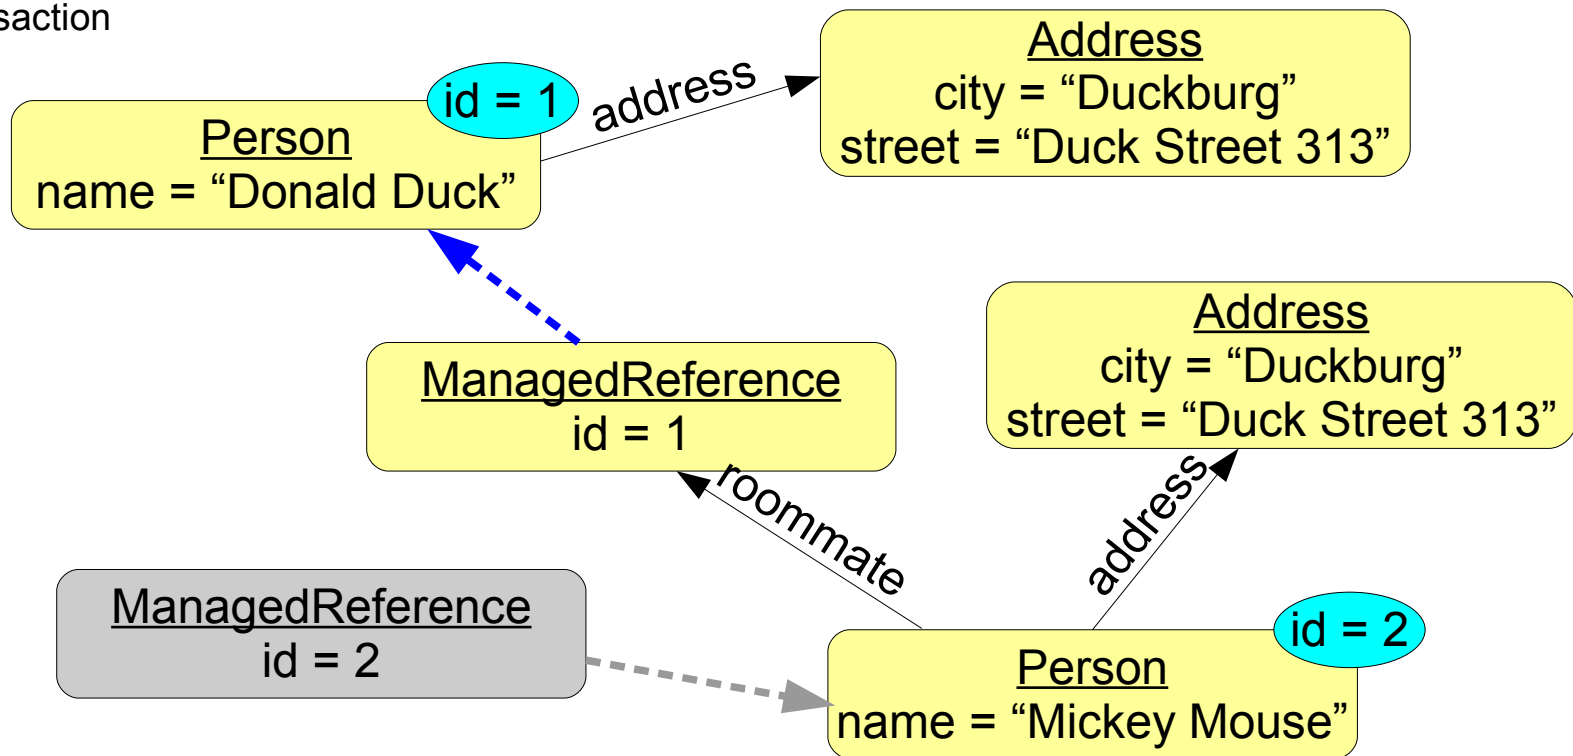 saction
Address
city = “Duckburg”
street = “Duck Street 313”
id = 1
address
Person
name = “Donald Duck”
Address
city = “Duckburg”
street = “Duck Street 313”
ManagedReference
id = 1
roommate
address
ManagedReference
id = 2
id = 2
Person
name = “Mickey Mouse”